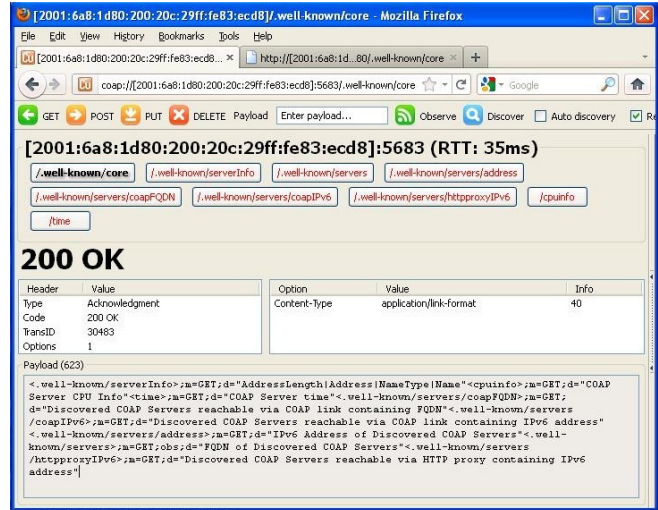 [2001:6a8:1d80:200:20c:29ff:fe83:ecd8]/.well-known/core - Mozilla Firefox
File Edit View History Bookmarks Tools Help
[2001:6a8:1d80:200:20c:29ff:fe83:ecd8... × http://[2001:6a8:1d...80/.well-known/core × +
coap://[2001:6a8:1d80:200:20c:29ff:fe83:ecd8]:5683/.well-known/core Google
GET POST PUT DELETE Payload Enter payload... Observe Discover Auto discovery Re
[2001:6a8:1d80:200:20c:29ff:fe83:ecd8]:5683 (RTT: 35ms)
/.well-known/core /.well-known/serverInfo /.well-known/servers /.well-known/servers/address
/.well-known/servers/coapFQDN /.well-known/servers/coapIPv6 /.well-known/servers/httpproxyIPv6 /cpuinfo
/time
200 OK
Header Value Option Value Info
Type Acknowledgment Content-Type application/link-format 40
Code 200 OK
TransID 30483
Options 1
Payload (623)
<.well-known/serverInfo>;m=GET;d="AddressLength|Address|NameType|Name"<cpuinfo>;m=GET;d="COAP
Server CPU Info"<time>;m=GET;d="COAP Server time"<.well-known/servers/coapFQDN>;m=GET;
d="Discovered COAP Servers reachable via COAP link containing FQDN"<.well-known/servers
/coapIPv6>;m=GET;d="Discovered COAP Servers reachable via COAP link containing IPv6 address"
<.well-known/servers/address>;m=GET;d="IPv6 Address of Discovered COAP Servers"<.well-
known/servers>;m=GET;obs;d="FQDN of Discovered COAP Servers"<.well-known/servers
/httpproxyIPv6>;m=GET;d="Discovered COAP Servers reachable via HTTP proxy containing IPv6
address"